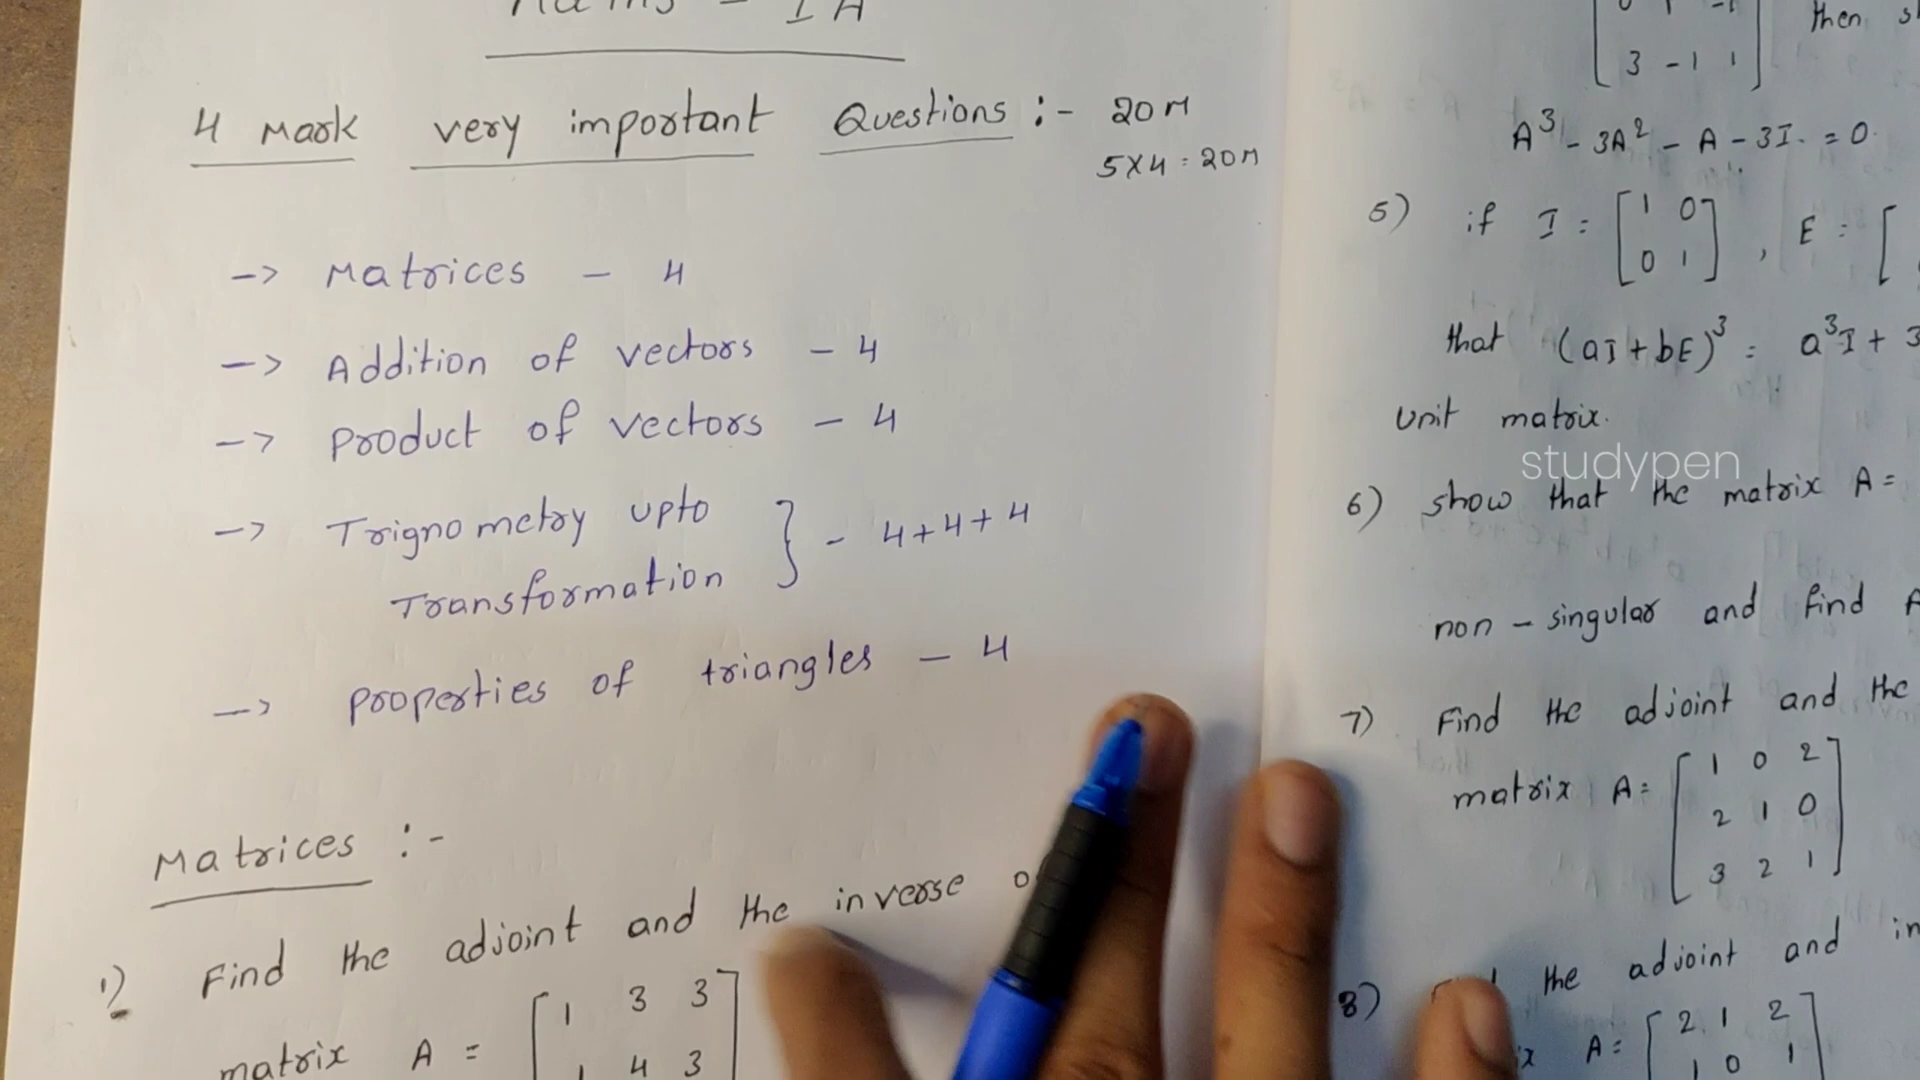 Maths - IA
4 Mark very important Questions :- 20M
5X4 = 20M
-> Matrices - 4
-> Addition of vectors - 4
-> product of vectors - 4
-> Trignometry upto
Transformation } - 4+4+4
-> properties of triangles - 4
Matrices :-
1) Find the adjoint and the inverse
matrix A = [ 1 3 3
4 3
1 -1
3 -1 1 ] then
A³ - 3A² - A - 3I = 0.
5) if I = [ 1 0
0 1 ] , E = [
that (aI + bE)³ = a³I + 3
unit matrix.
studypen
6) show that the matrix A =
non - singular and find
7) Find the adjoint and the
matrix A = [ 1 0 2
2 1 0
3 2 1 ]
8) the adjoint and
A = [ 2 1 2
1 0 1